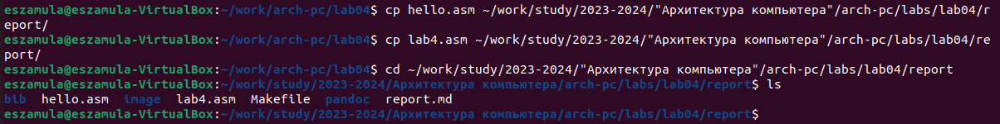 eszamula@eszamula-VirtualBox:~/work/arch-pc/lab04$ cp hello.asm ~/work/study/2023-2024/"Архитектура компьютера"/arch-pc/labs/lab04/r
eport/
eszamula@eszamula-VirtualBox:~/work/arch-pc/lab04$ cp lab4.asm ~/work/study/2023-2024/"Архитектура компьютера"/arch-pc/labs/lab04/re
port/
eszamula@eszamula-VirtualBox:~/work/arch-pc/lab04$ cd ~/work/study/2023-2024/"Архитектура компьютера"/arch-pc/labs/lab04/report
eszamula@eszamula-VirtualBox:~/work/study/2023-2024/Архитектура компьютера/arch-pc/labs/lab04/report$ ls
bib  hello.asm  image  lab4.asm  Makefile  pandoc  report.md
eszamula@eszamula-VirtualBox:~/work/study/2023-2024/Архитектура компьютера/arch-pc/labs/lab04/report$